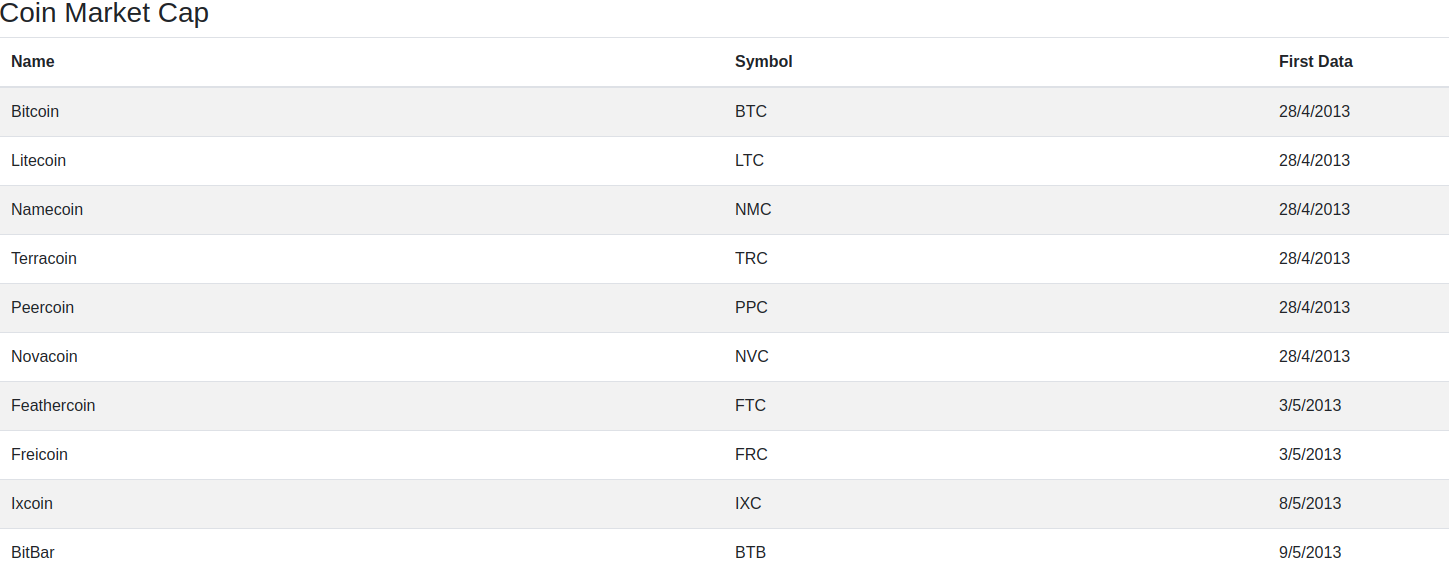 Coin Market Cap
Name Symbol First Data
Bitcoin BTC 28/4/2013
Litecoin LTC 28/4/2013
Namecoin NMC 28/4/2013
Terracoin TRC 28/4/2013
Peercoin PPC 28/4/2013
Novacoin NVC 28/4/2013
Feathercoin FTC 3/5/2013
Freicoin FRC 3/5/2013
Ixcoin IXC 8/5/2013
BitBar BTB 9/5/2013